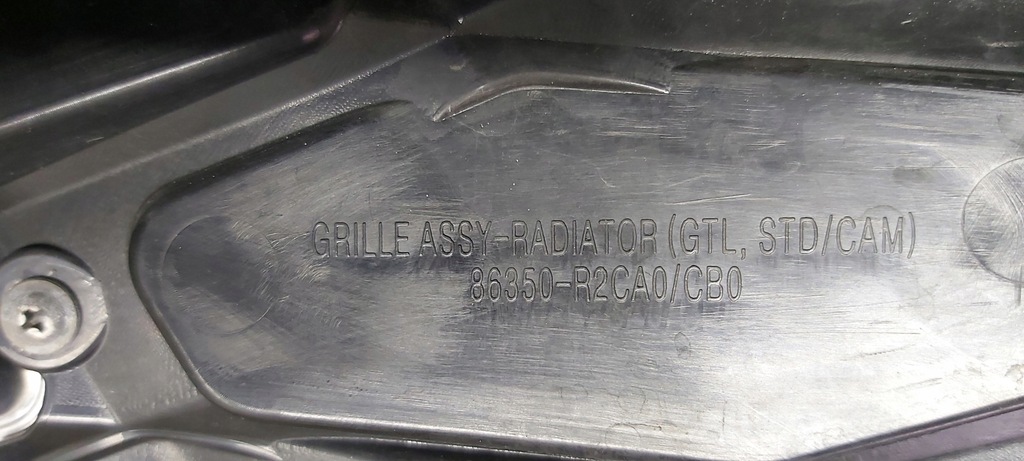 GRILLE ASSY-RADIATOR (GTL, STD/CAM)
86350-R2CA0/CB0